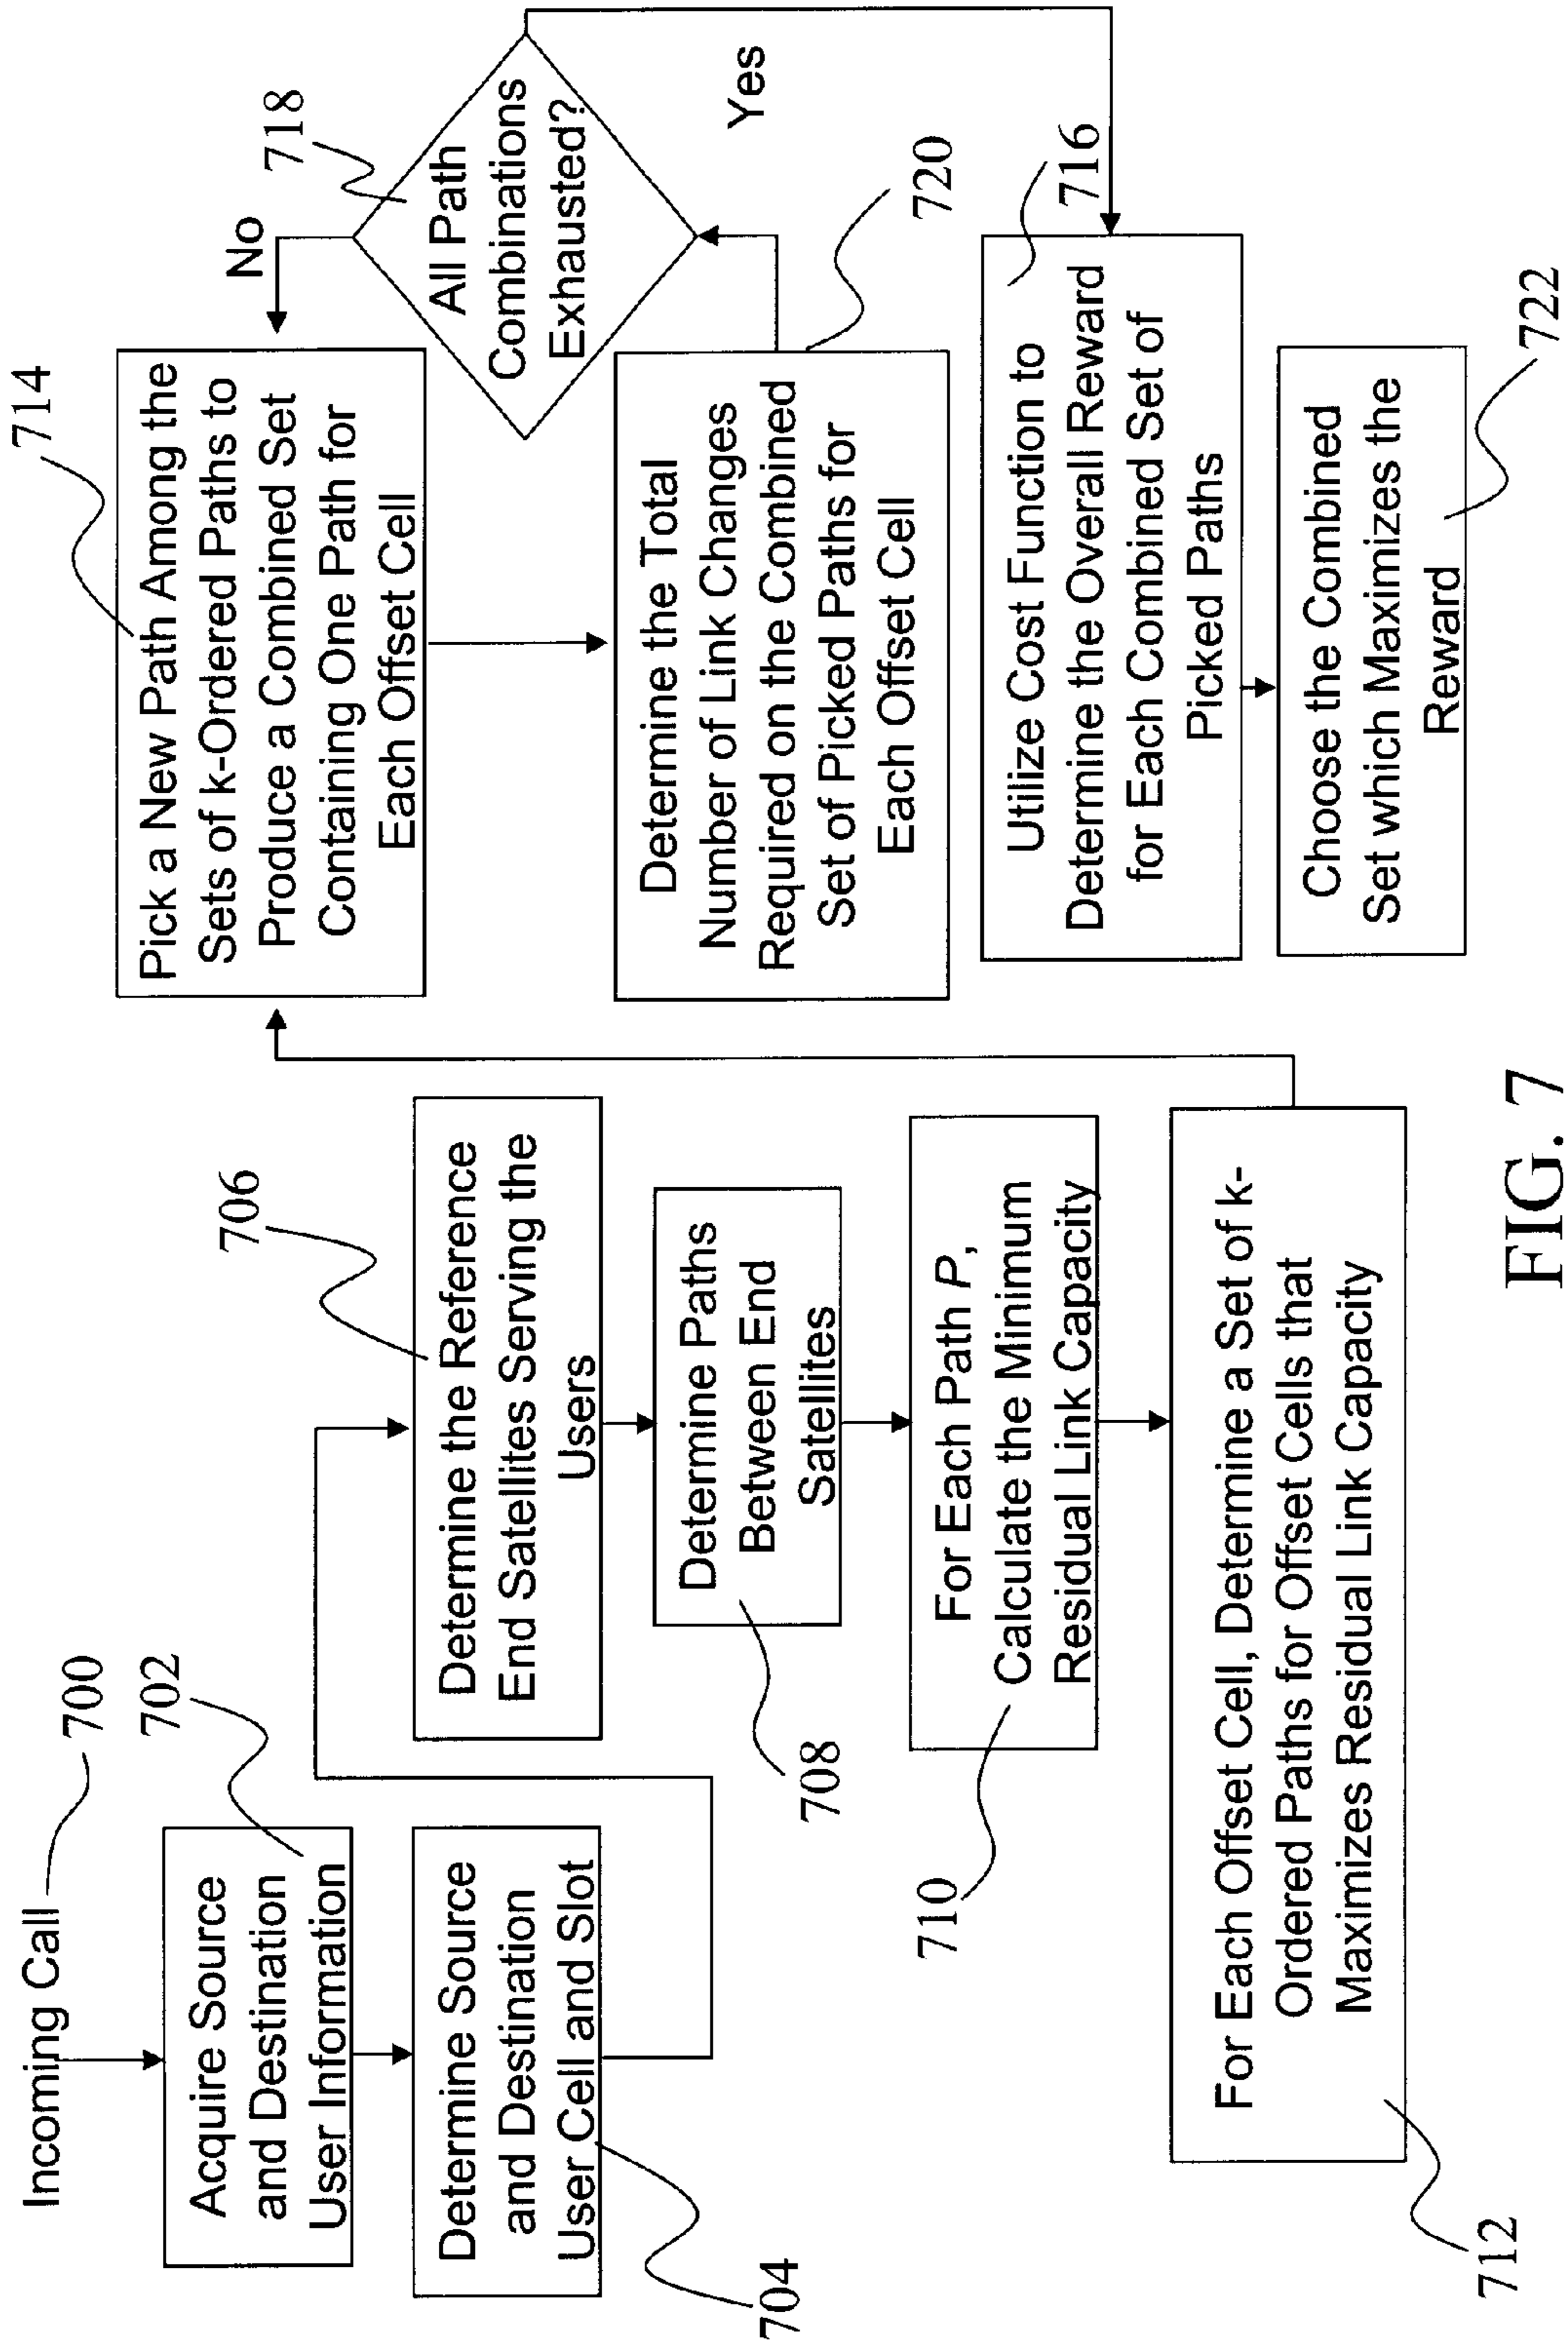 Incoming Call
700
Acquire Source
and Destination
User Information
702
Determine Source
and Destination
User Cell and Slot
704
Determine the Reference
End Satellites Serving the
Users
706
Determine Paths
Between End
Satellites
708
For Each Path P,
Calculate the Minimum
Residual Link Capacity
710
For Each Offset Cell, Determine a Set of k-
Ordered Paths for Offset Cells that
Maximizes Residual Link Capacity
712
714
Pick a New Path Among the
Sets of k-Ordered Paths to
Produce a Combined Set
Containing One Path for
Each Offset Cell
No
718
All Path
Combinations
Exhausted?
Yes
Determine the Total
Number of Link Changes
Required on the Combined
Set of Picked Paths for
Each Offset Cell
720
Utilize Cost Function to
Determine the Overall Reward
for Each Combined Set of
Picked Paths
716
Choose the Combined
Set which Maximizes the
Reward
722
FIG. 7